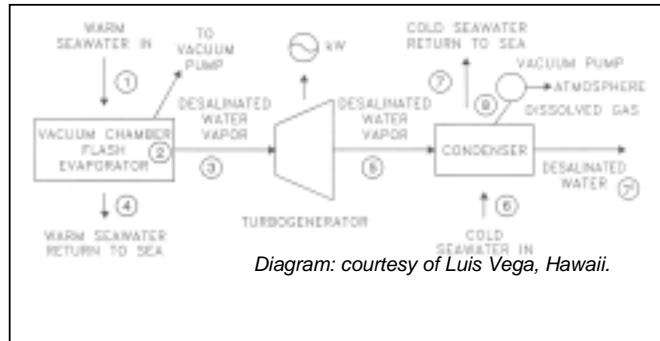 WARM
SEAWATER IN
①
TO
VACUUM
PUMP
kW
COLD SEAWATER
RETURN TO SEA
⑦
VACUUM PUMP
⑧
ATMOSPHERE
DISSOLVED GAS
DESALINATED
WATER
VAPOR
DESALINATED
WATER
VAPOR
VACUUM CHAMBER
FLASH
EVAPORATOR
②
③
⑤
CONDENSER
DESALINATED
WATER
④
TURBOGENERATOR
⑥
WARM SEAWATER
RETURN TO SEA
COLD
SEAWATER IN
Diagram: courtesy of Luis Vega, Hawaii.